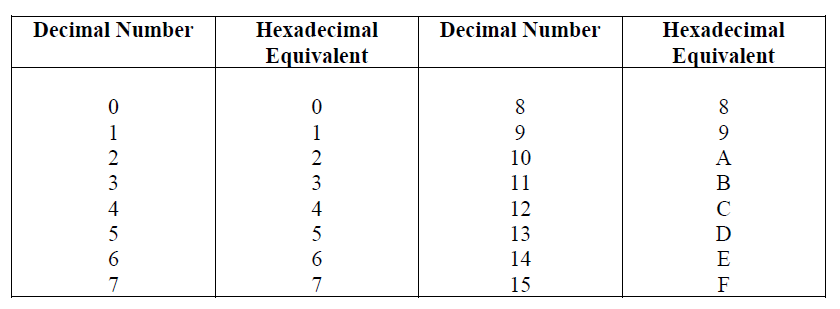 Decimal Number Hexadecimal Equivalent Decimal Number Hexadecimal Equivalent
0 0 8 8
1 1 9 9
2 2 10 A
3 3 11 B
4 4 12 C
5 5 13 D
6 6 14 E
7 7 15 F